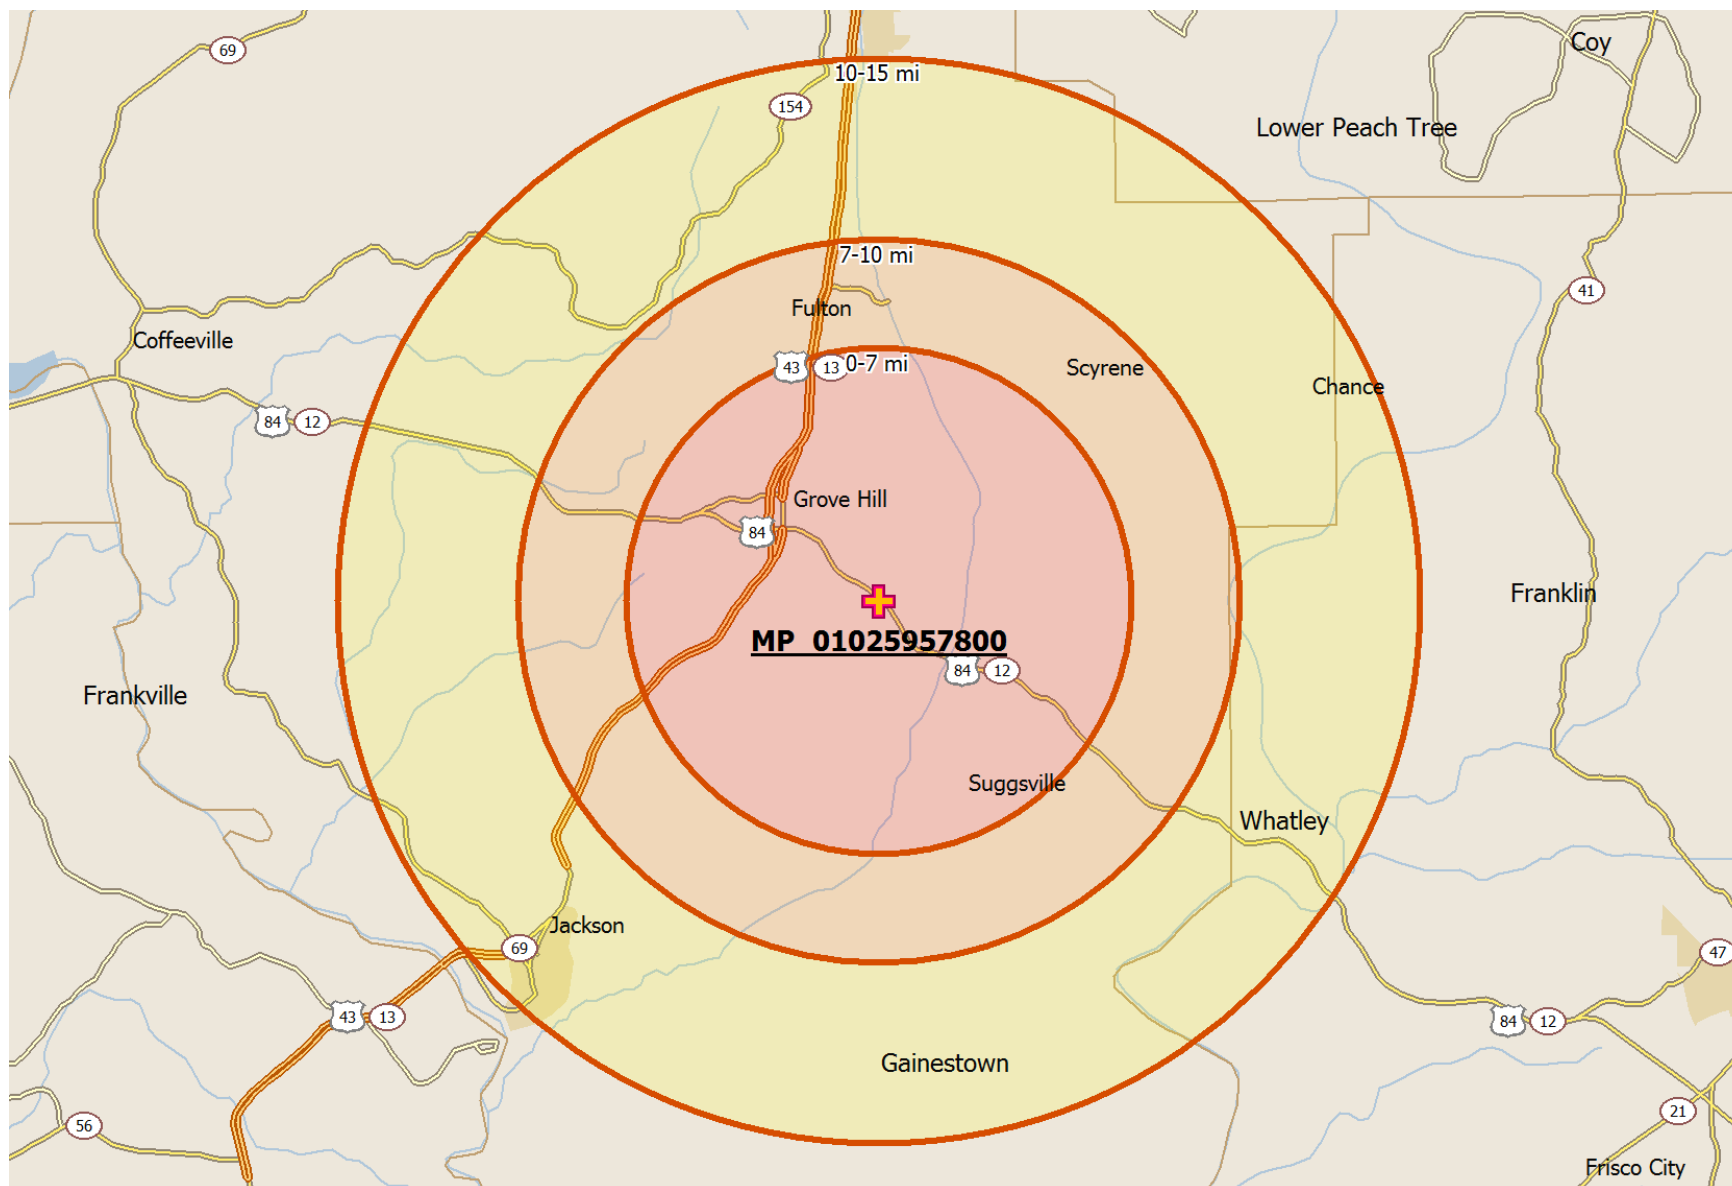 69
Coy
10-15 mi
154
Lower Peach Tree
7-10 mi
41
Fulton
Coffeeville
43
13
0-7 mi
Scyrene
Chance
84
12
Grove Hill
84
Franklin
MP_01025957800
84
12
Frankville
Suggsville
Whatley
Jackson
69
47
43
13
84
12
Gainestown
21
56
Frisco City